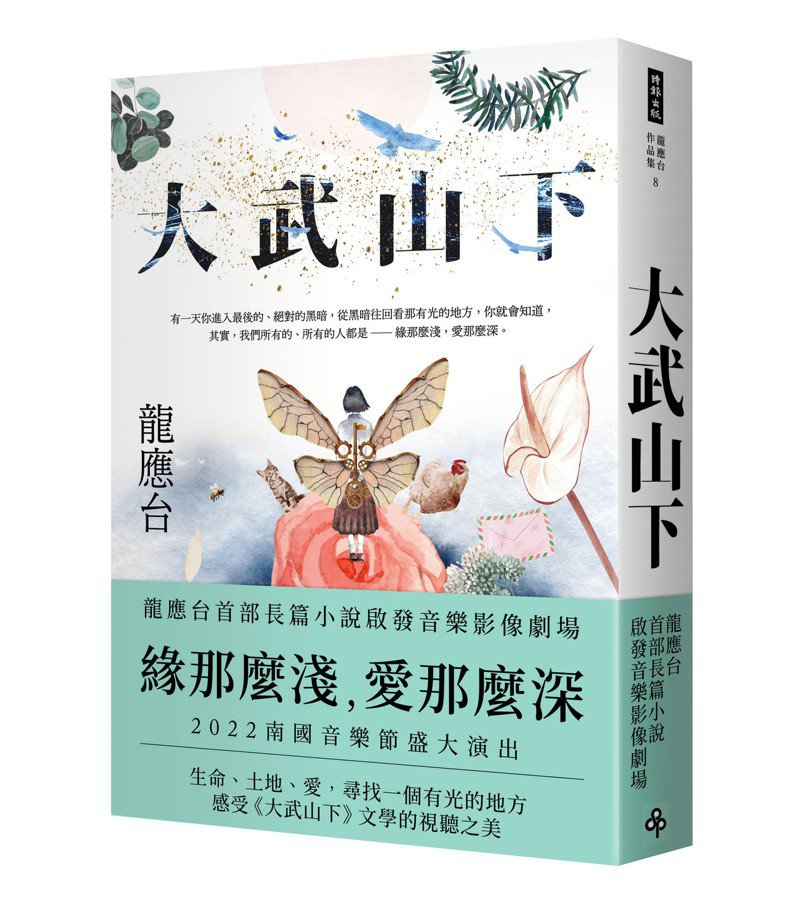 大武山下
有一天你進入最後的、絕對的黑暗，從黑暗往回看那有光的地方，你就會知道，
其實，我們所有的、所有的人都是——緣那麼淺，愛那麼深。
龍應台
龍應台首部長篇小說啟發音樂影像劇場
緣那麼淺，愛那麼深
2022南國音樂節盛大演出
生命、土地、愛，尋找一個有光的地方
感受《大武山下》文學的視聽之美
時報出版
龍應台
作品集 8
大武山下
龍應台
首部長篇小說
啟發音樂影像劇場